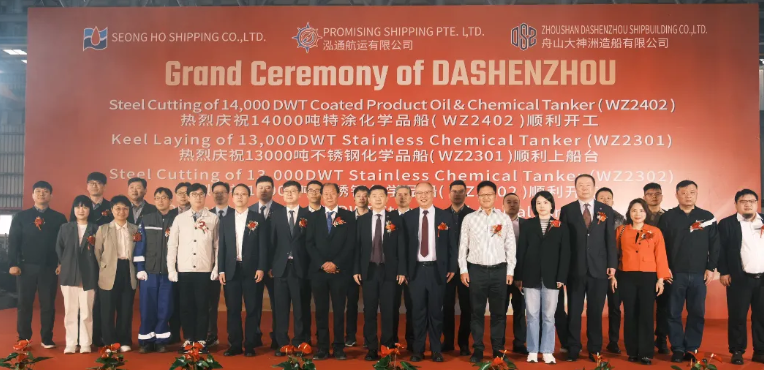 SEONG HO SHIPPING CO.,LTD.
PROMISING SHIPPING PTE. LTD.
泓通航运有限公司
ZHOUSHAN DASHENZHOU SHIPBUILDING CO.,LTD.
舟山大神洲造船有限公司
Grand Ceremony of DASHENZHOU
Steel Cutting of 14,000 DWT Coated Product Oil & Chemical Tanker ( WZ2402 )
热烈庆祝14000吨特涂化学品船( WZ2402 )顺利开工
Keel Laying of 13,000DWT Stainless Chemical Tanker ( WZ2301 )
热烈庆祝13000吨不锈钢化学品船( WZ2301 )顺利上船台
Steel Cutting of 13,000DWT Stainless Chemical Tanker ( WZ2302 )
顺利开